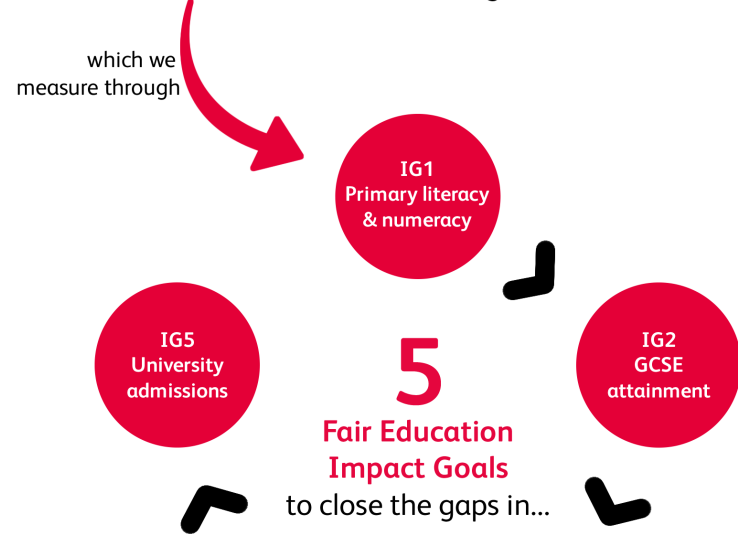 which we
measure through
IG1
Primary literacy
& numeracy
IG2
GCSE
attainment
IG5
University
admissions
5
Fair Education
Impact Goals
to close the gaps in...